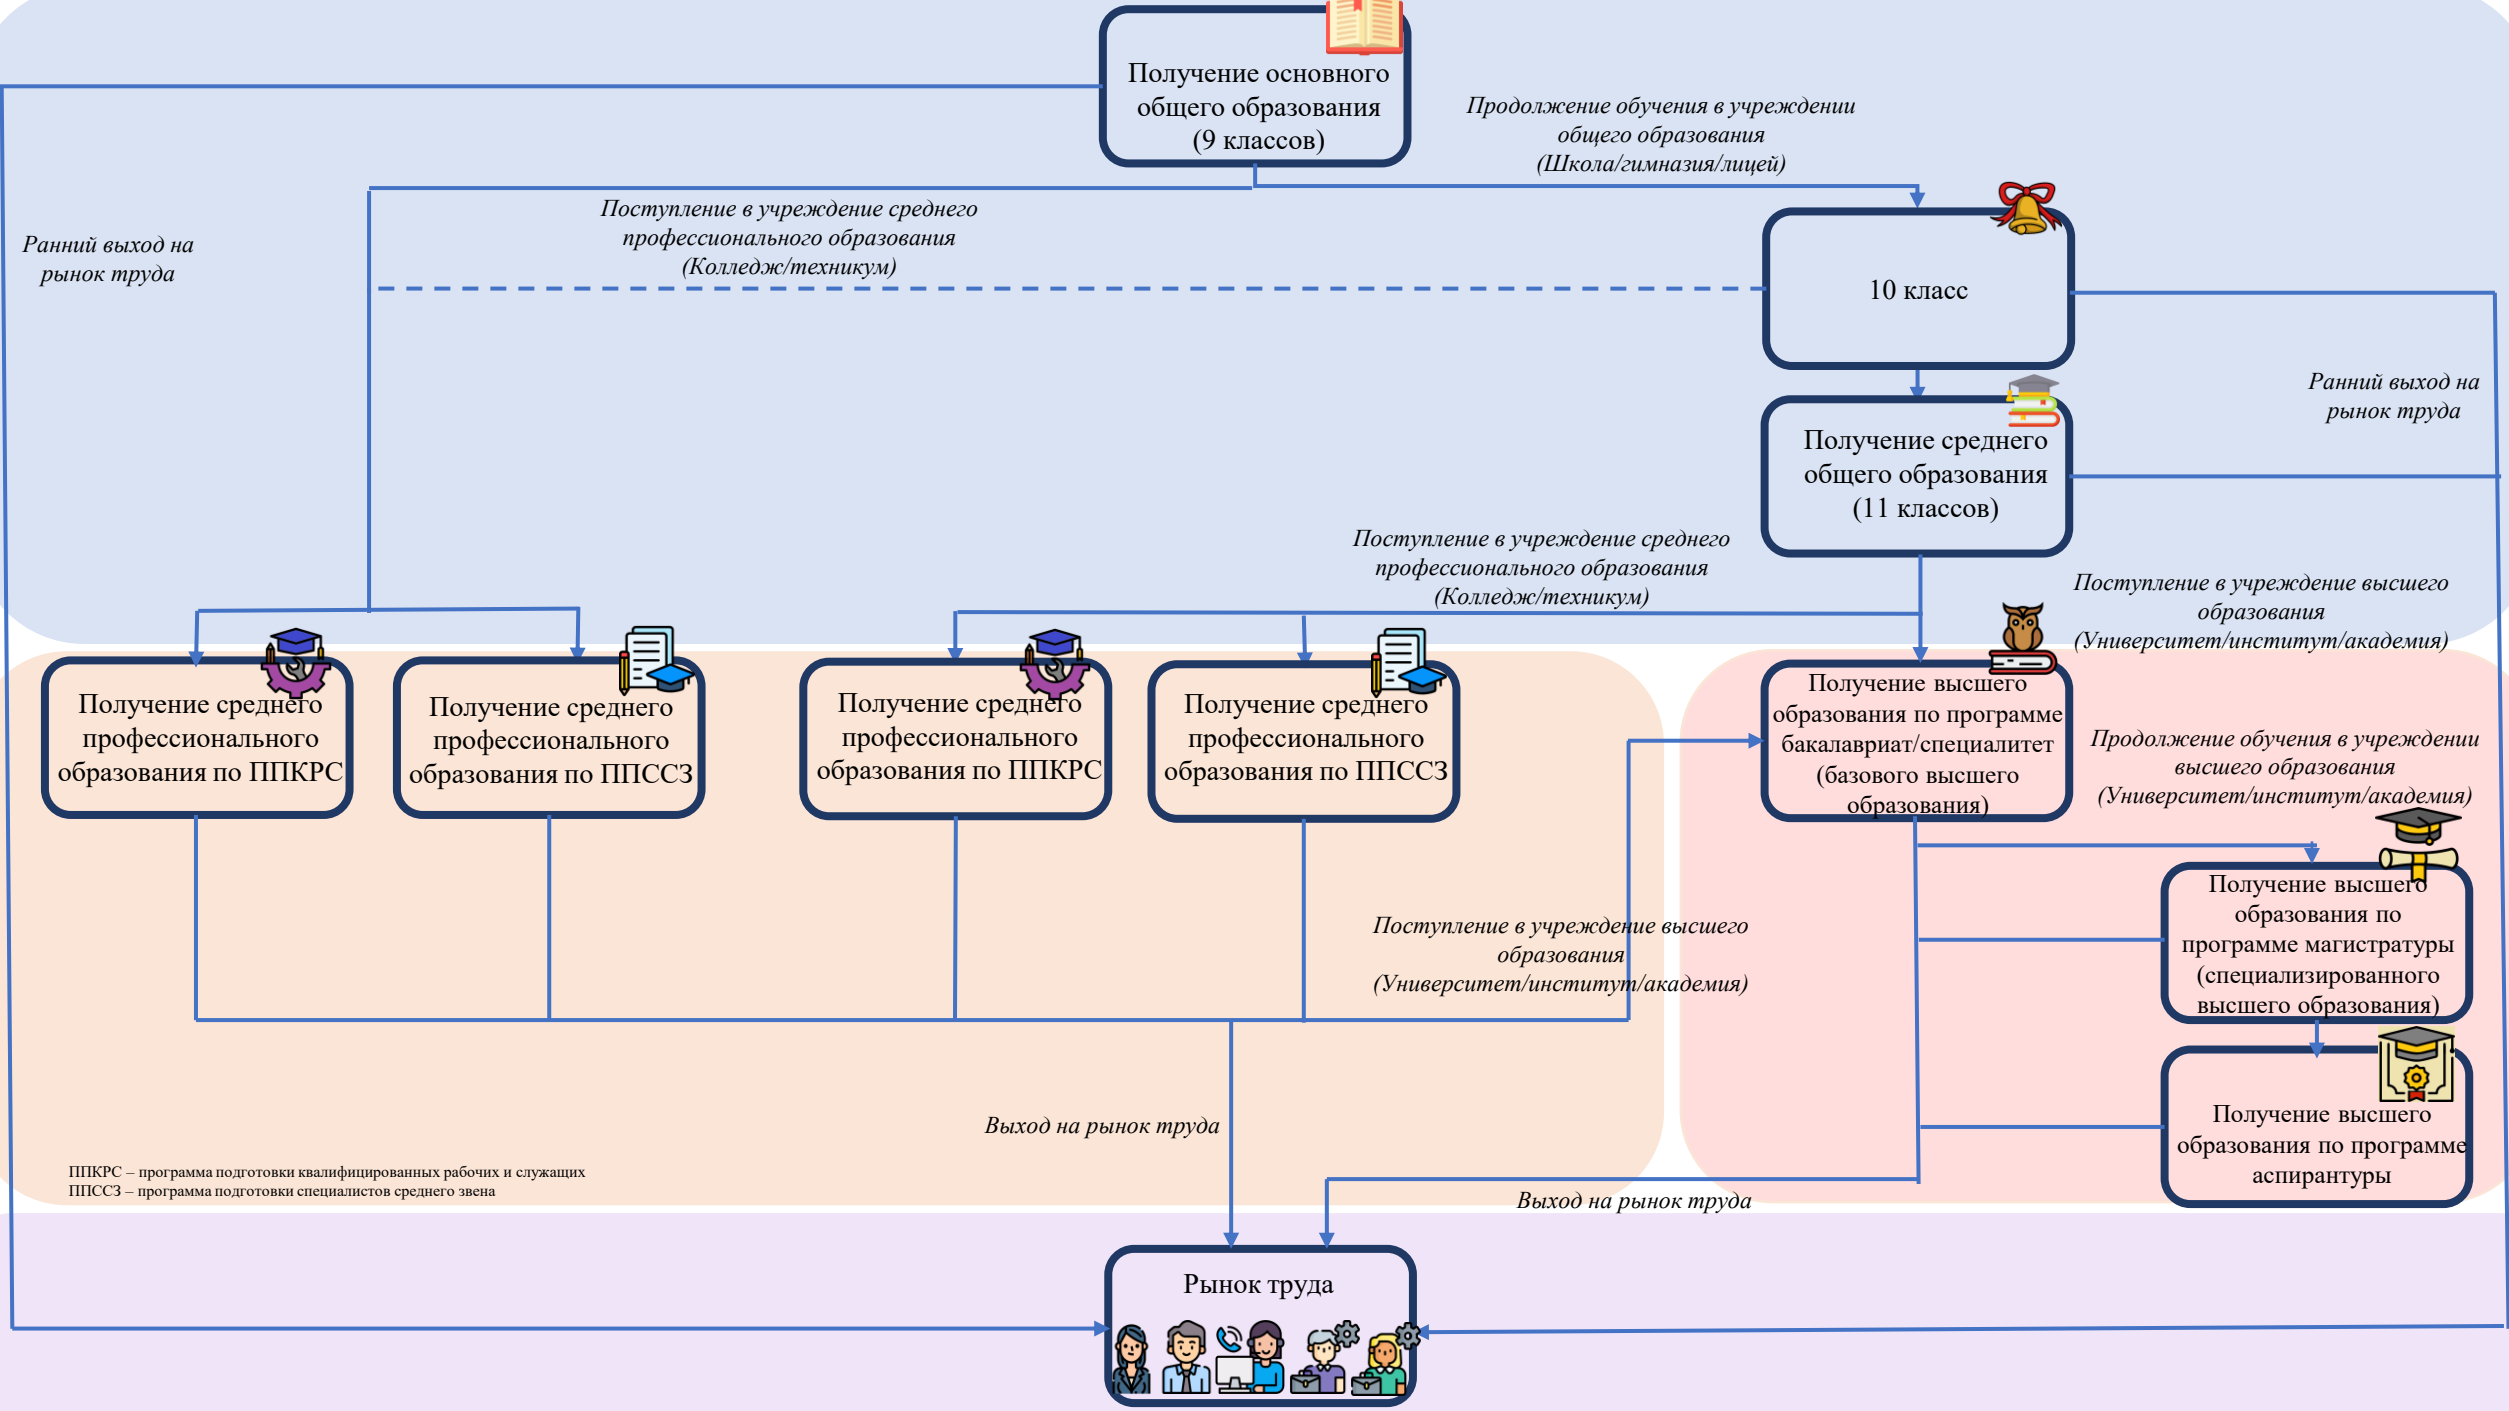 Получение основного
общего образования
(9 классов)
Продолжение обучения в учреждении
общего образования
(Школа/гимназия/лицей)
Поступление в учреждение среднего
профессионального образования
(Колледж/техникум)
Ранний выход на
рынок труда
10 класс
Ранний выход на
рынок труда
Получение среднего
общего образования
(11 классов)
Поступление в учреждение среднего
профессионального образования
(Колледж/техникум)
Поступление в учреждение высшего
образования
(Университет/институт/академия)
Получение среднего
профессионального
образования по ППКРС
Получение среднего
профессионального
образования по ППССЗ
Получение среднего
профессионального
образования по ППКРС
Получение среднего
профессионального
образования по ППССЗ
Получение высшего
образования по программе
бакалавриат/специалитет
(базового высшего
образования)
Продолжение обучения в учреждении
высшего образования
(Университет/институт/академия)
Получение высшего
образования по
программе магистратуры
(специализированного
высшего образования)
Поступление в учреждение высшего
образования
(Университет/институт/академия)
Получение высшего
образования по программе
аспирантуры
Выход на рынок труда
ППКРС – программа подготовки квалифицированных рабочих и служащих
ППССЗ – программа подготовки специалистов среднего звена
Выход на рынок труда
Рынок труда